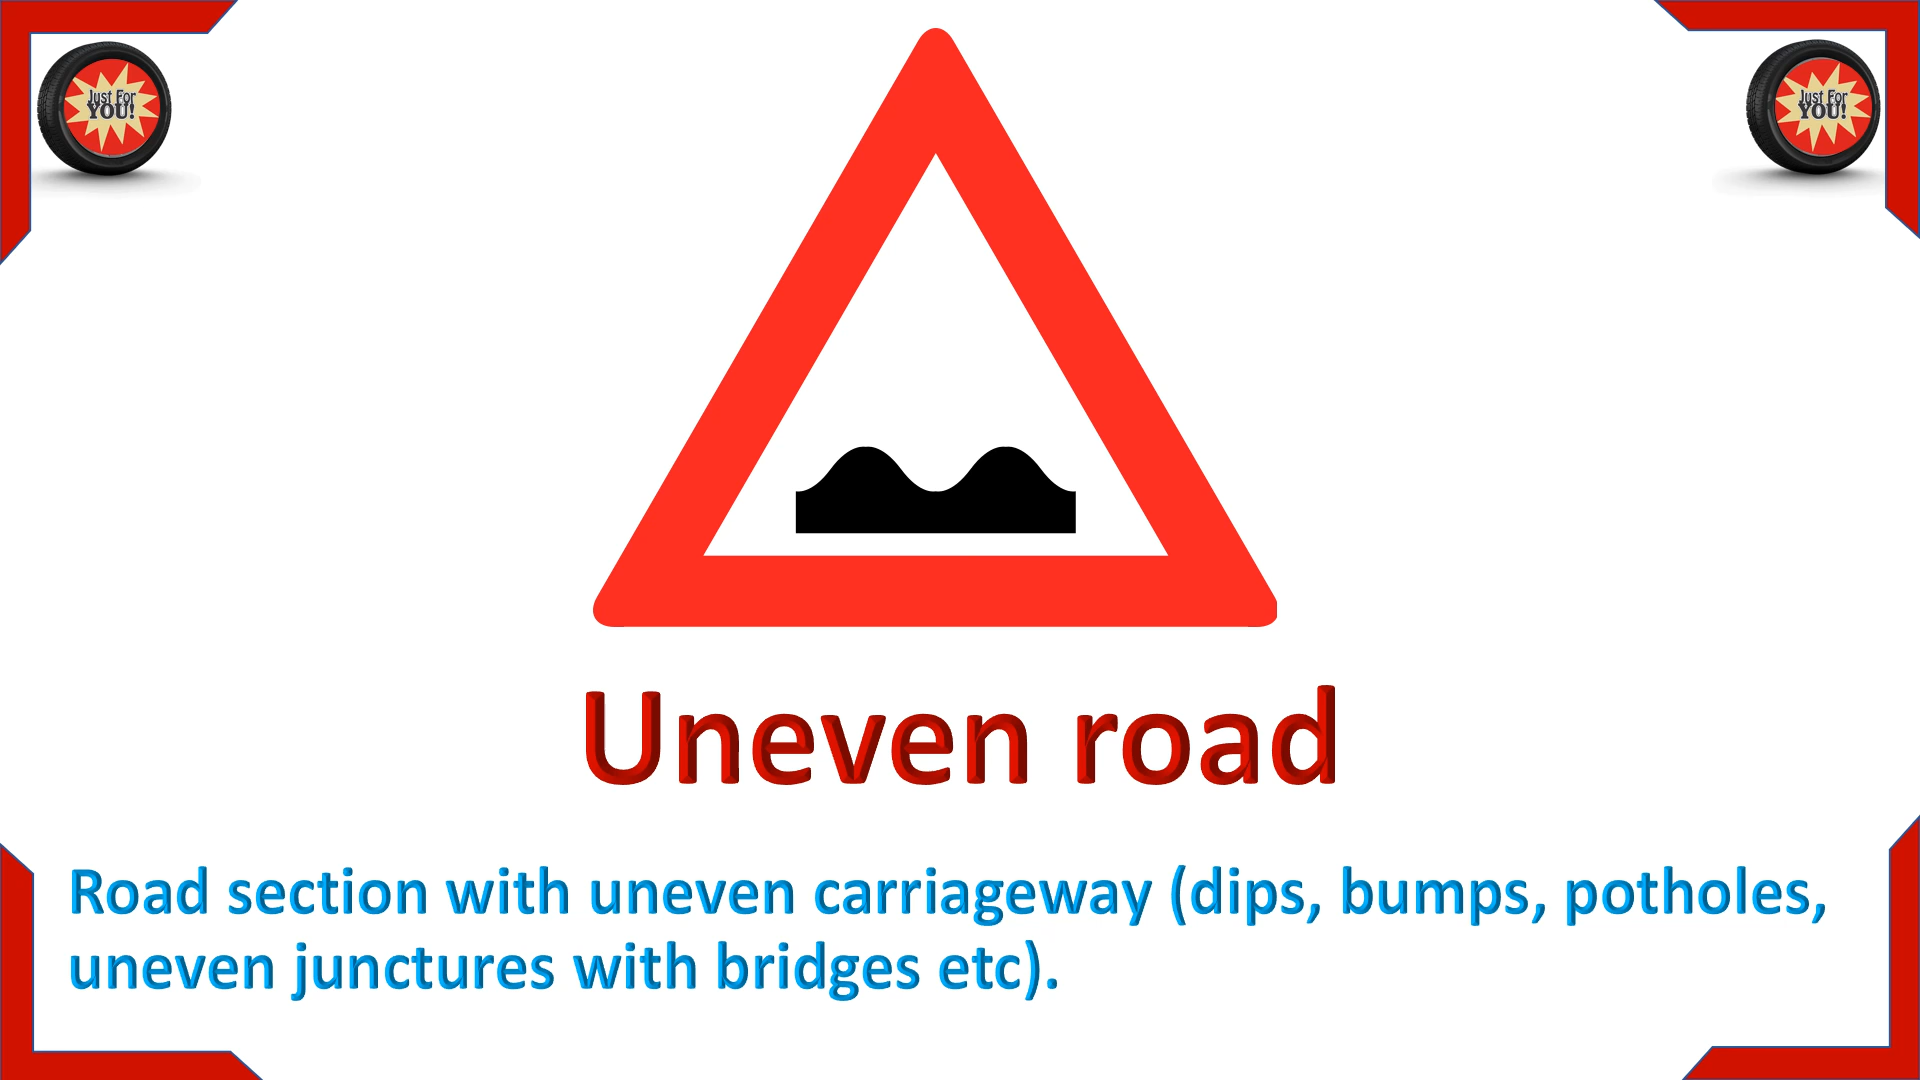 Just For
YOU!
Just For
YOU!
Uneven road
Road section with uneven carriageway (dips, bumps, potholes,
uneven junctures with bridges etc).